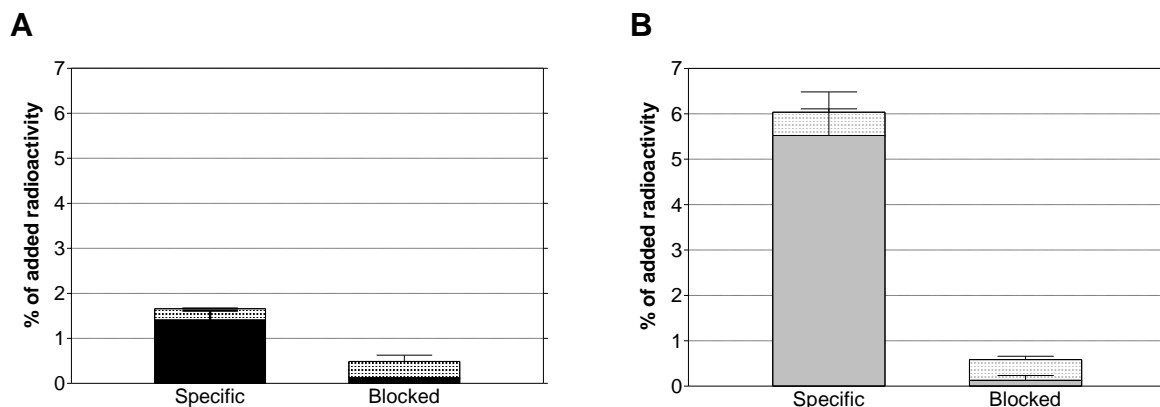 A
% of added radioactivity
7
6
5
4
3
2
1
0
Specific Blocked
B
% of added radioactivity
7
6
5
4
3
2
1
0
Specific Blocked